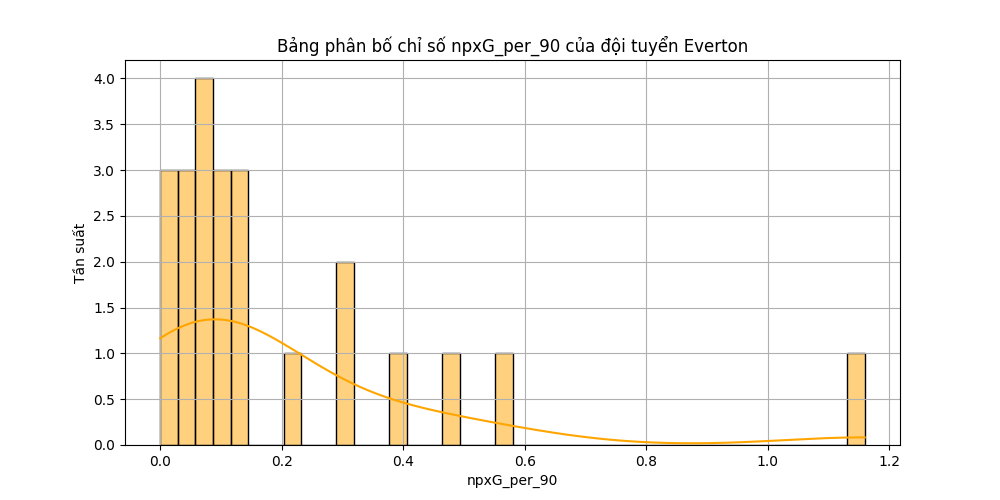 Bảng phân bố chỉ số npxG_per_90 của đội tuyển Everton
4.0
3.5
3.0
2.5
2.0
1.5
1.0
0.5
0.0
Tần suất
0.0 0.2 0.4 0.6 0.8 1.0 1.2
npxG_per_90